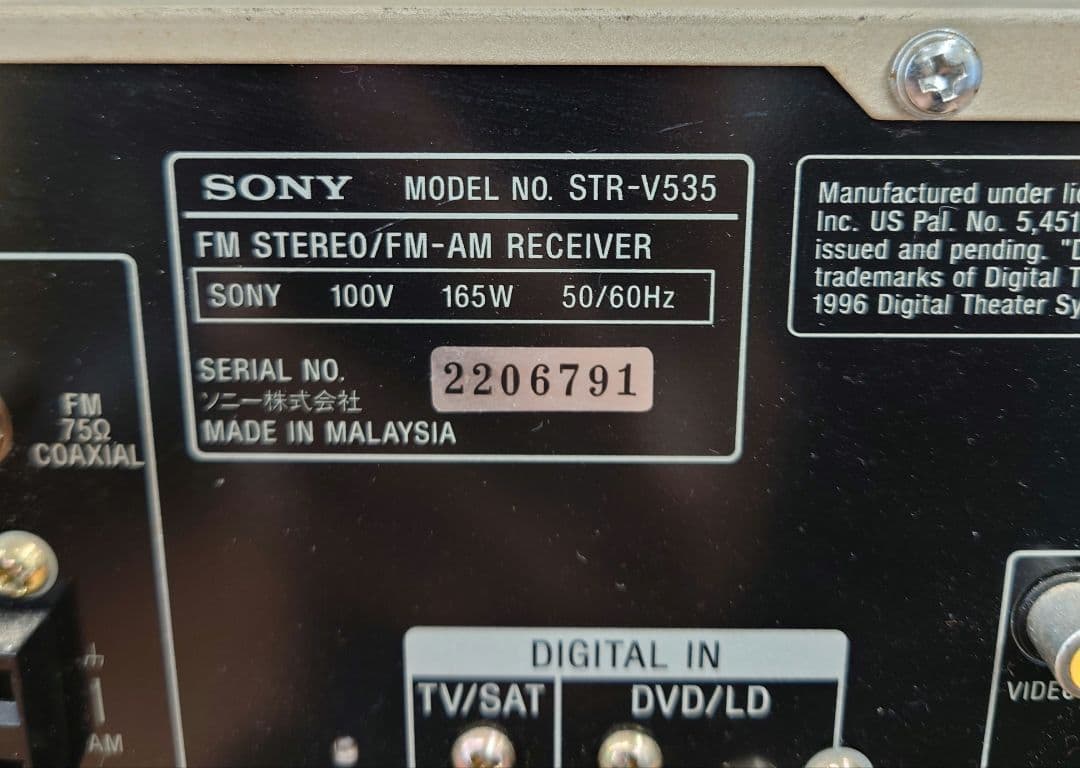 SONY MODEL NO. STR-V535
FM STEREO/FM-AM RECEIVER
SONY 100V 165W 50/60Hz
SERIAL NO. 2206791
ソニー株式会社
MADE IN MALAYSIA
Manufactured under
Inc. US Pat. No. 5,451
issued and pending.
trademarks of Digital
1996 Digital Theater
FM
75Ω
COAXIAL
AM
DIGITAL IN
TV/SAT DVD/LD
VIDEO